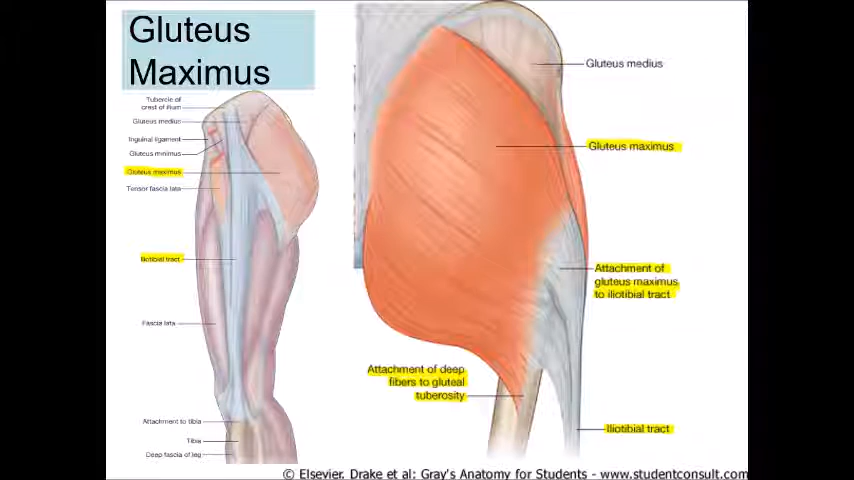 Gluteus
Maximus
Tubercle of
crest of ilium
Gluteus medius
Inguinal ligament
Gluteus minimus
Gluteus maximus
Tensor fascia lata
Iliotibial tract
Fascia lata
Attachment to tibia
Tibia
Deep fascia of leg
Gluteus medius
Gluteus maximus
Attachment of
gluteus maximus
to iliotibial tract
Attachment of deep
fibers to gluteal
tuberosity
Iliotibial tract
© Elsevier. Drake et al: Gray's Anatomy for Students - www.studentconsult.com